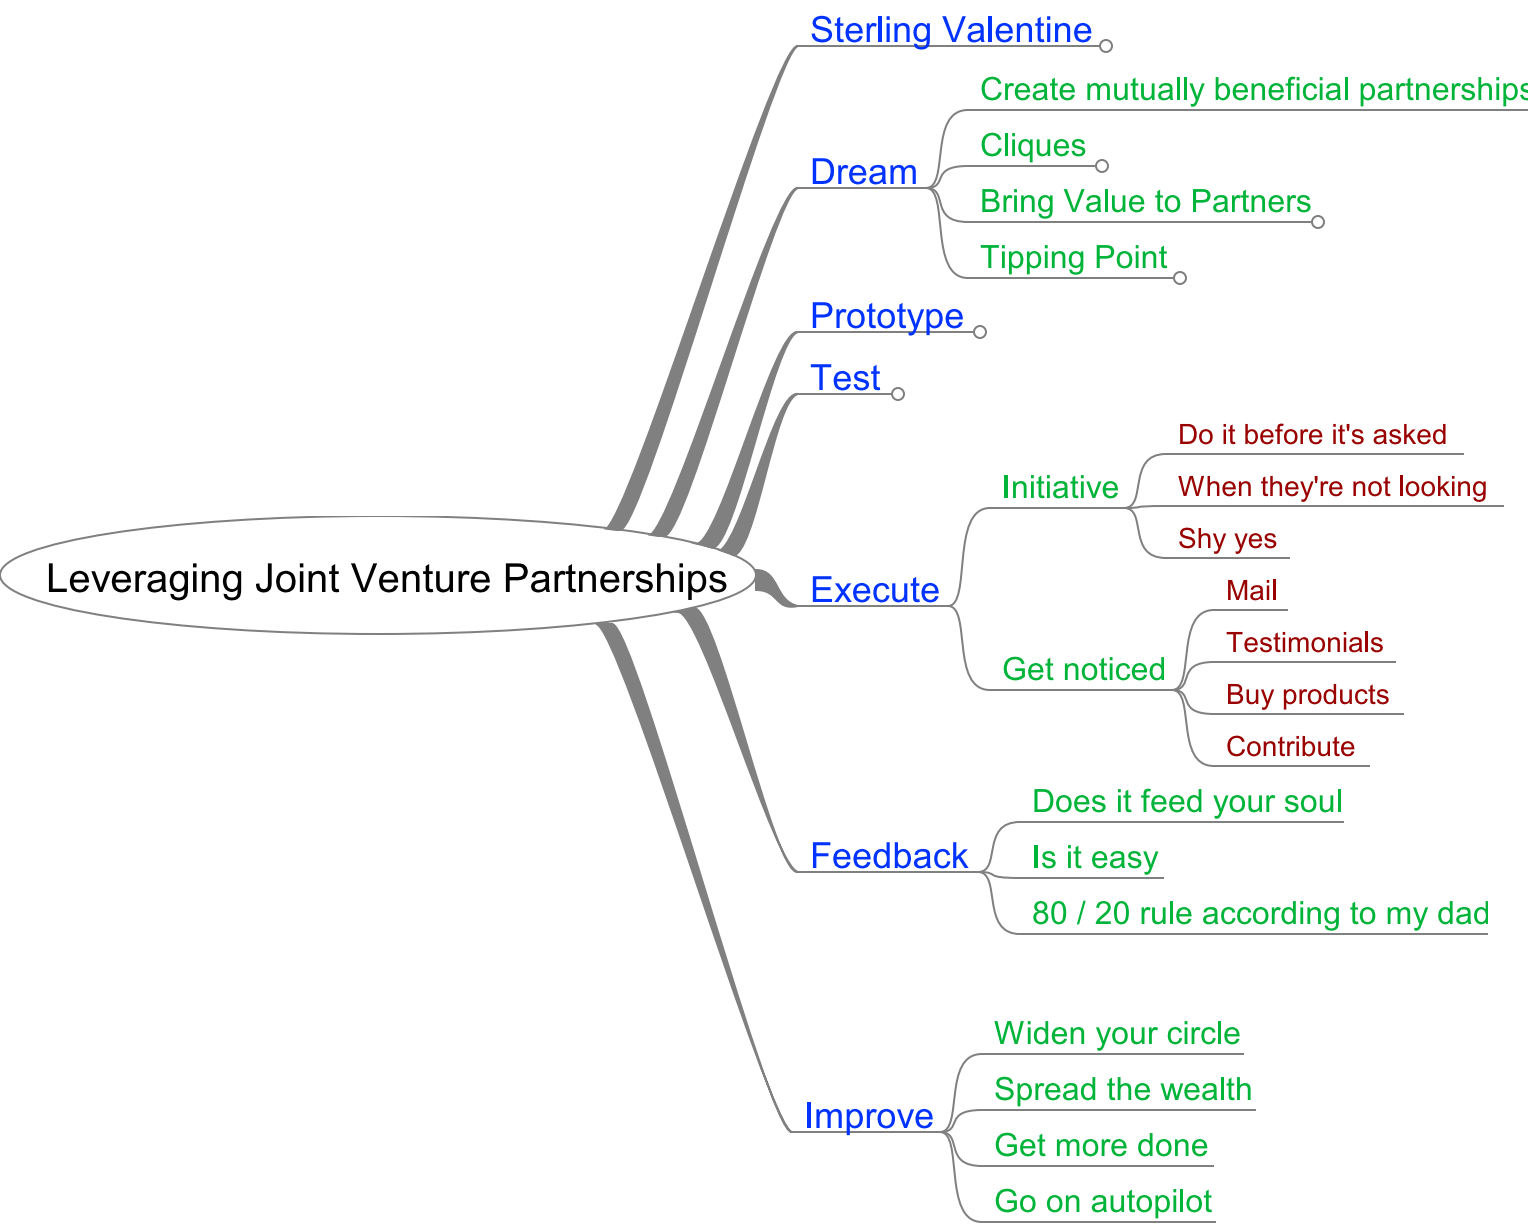 Sterling Valentine
Create mutually beneficial partnerships
Dream
Cliques
Bring Value to Partners
Tipping Point
Prototype
Test
Do it before it's asked
Initiative
When they're not looking
Shy yes
Leveraging Joint Venture Partnerships
Execute
Mail
Testimonials
Get noticed
Buy products
Contribute
Does it feed your soul
Feedback
Is it easy
80 / 20 rule according to my dad
Widen your circle
Spread the wealth
Improve
Get more done
Go on autopilot